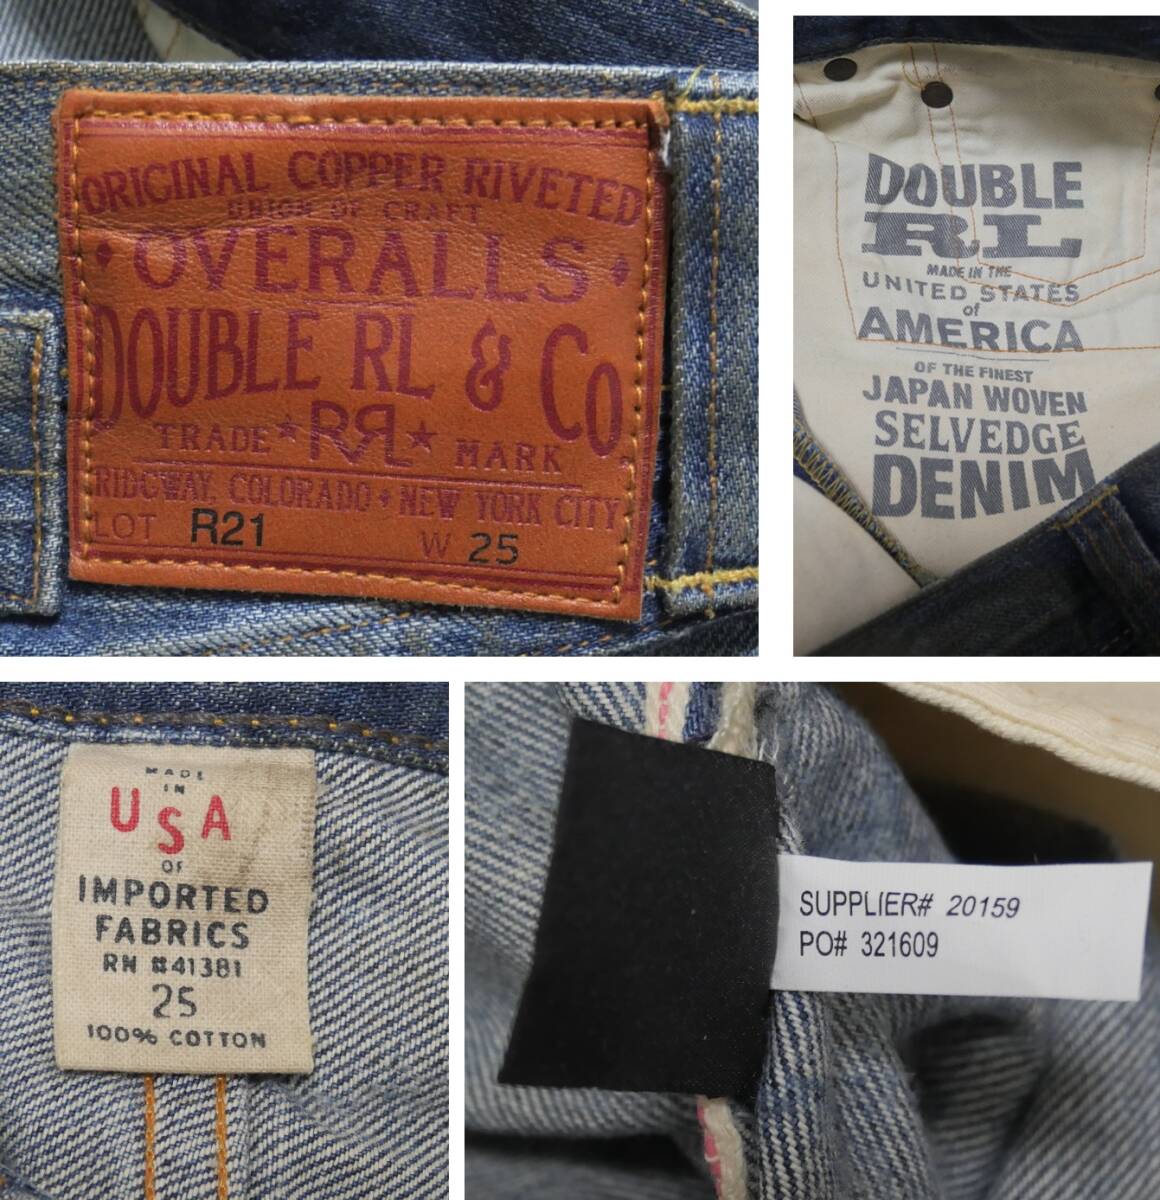 ORIGINAL COPPER RIVETED
UNION OF CRAFT
OVERALLS
DOUBLE RL & Co.
TRADE ★ RRL ★ MARK
RIDGWAY, COLORADO • NEW YORK CITY
LOT R21 W 25
DOUBLE
RL
MADE IN THE
UNITED STATES
of
AMERICA
OF THE FINEST
JAPAN WOVEN
SELVEDGE
DENIM
MADE
IN
USA
OF
IMPORTED
FABRICS
RN #41381
25
100% COTTON
SUPPLIER# 20159
PO# 321609